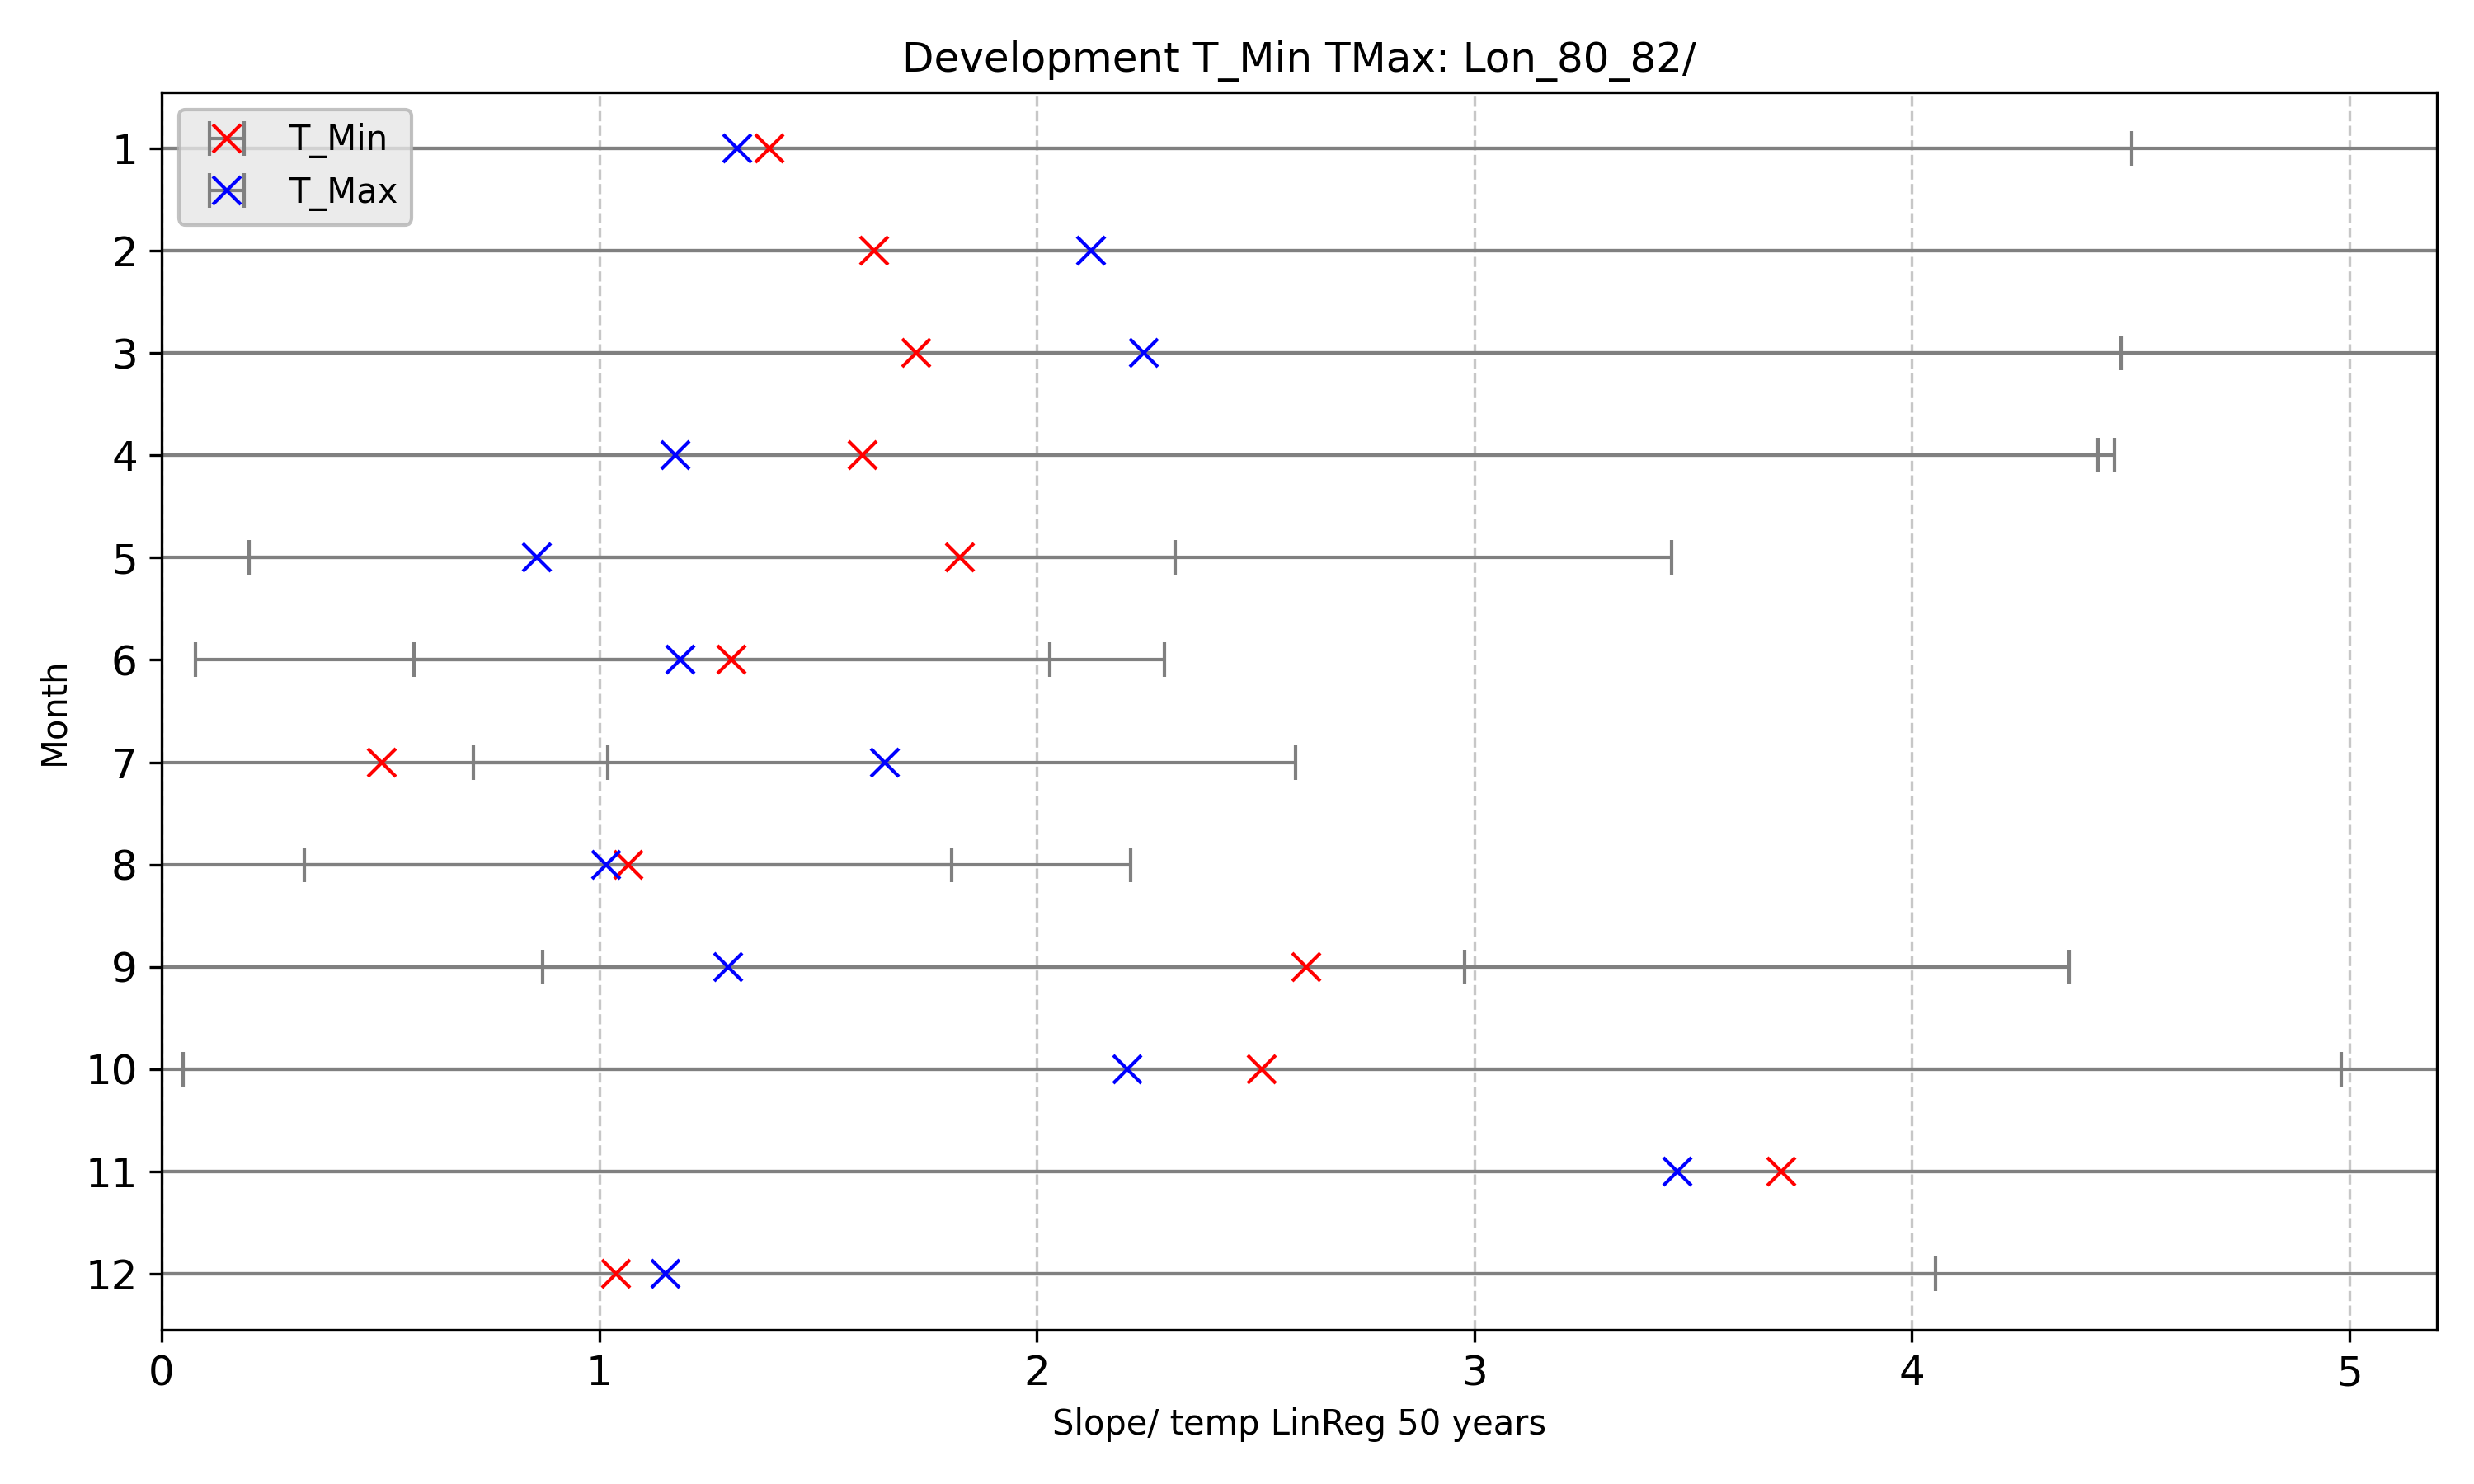 Development T_Min TMax: Lon_80_82/
T_Min
T_Max
Month
1
2
3
4
5
6
7
8
9
10
11
12
0 1 2 3 4 5
Slope/ temp LinReg 50 years